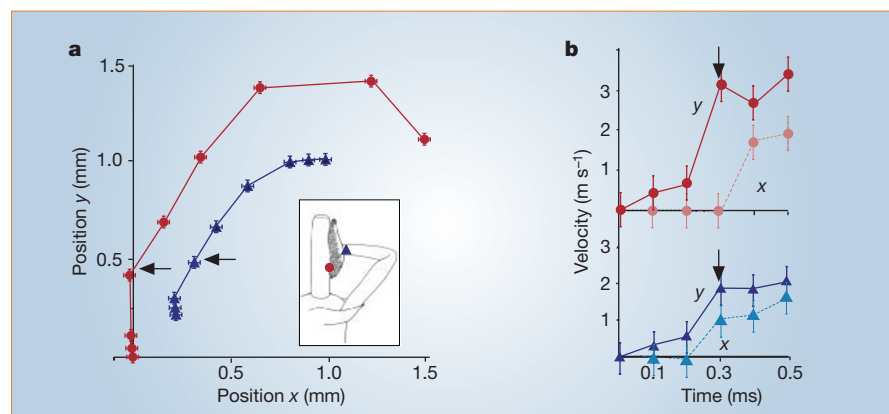 a
1.5
1.0
0.5
Position y (mm)
0.5
1.0
1.5
Position x (mm)
b
3
2
1
y
x
2
1
y
x
Velocity (m s⁻¹)
0.1
0.3
0.5
Time (ms)